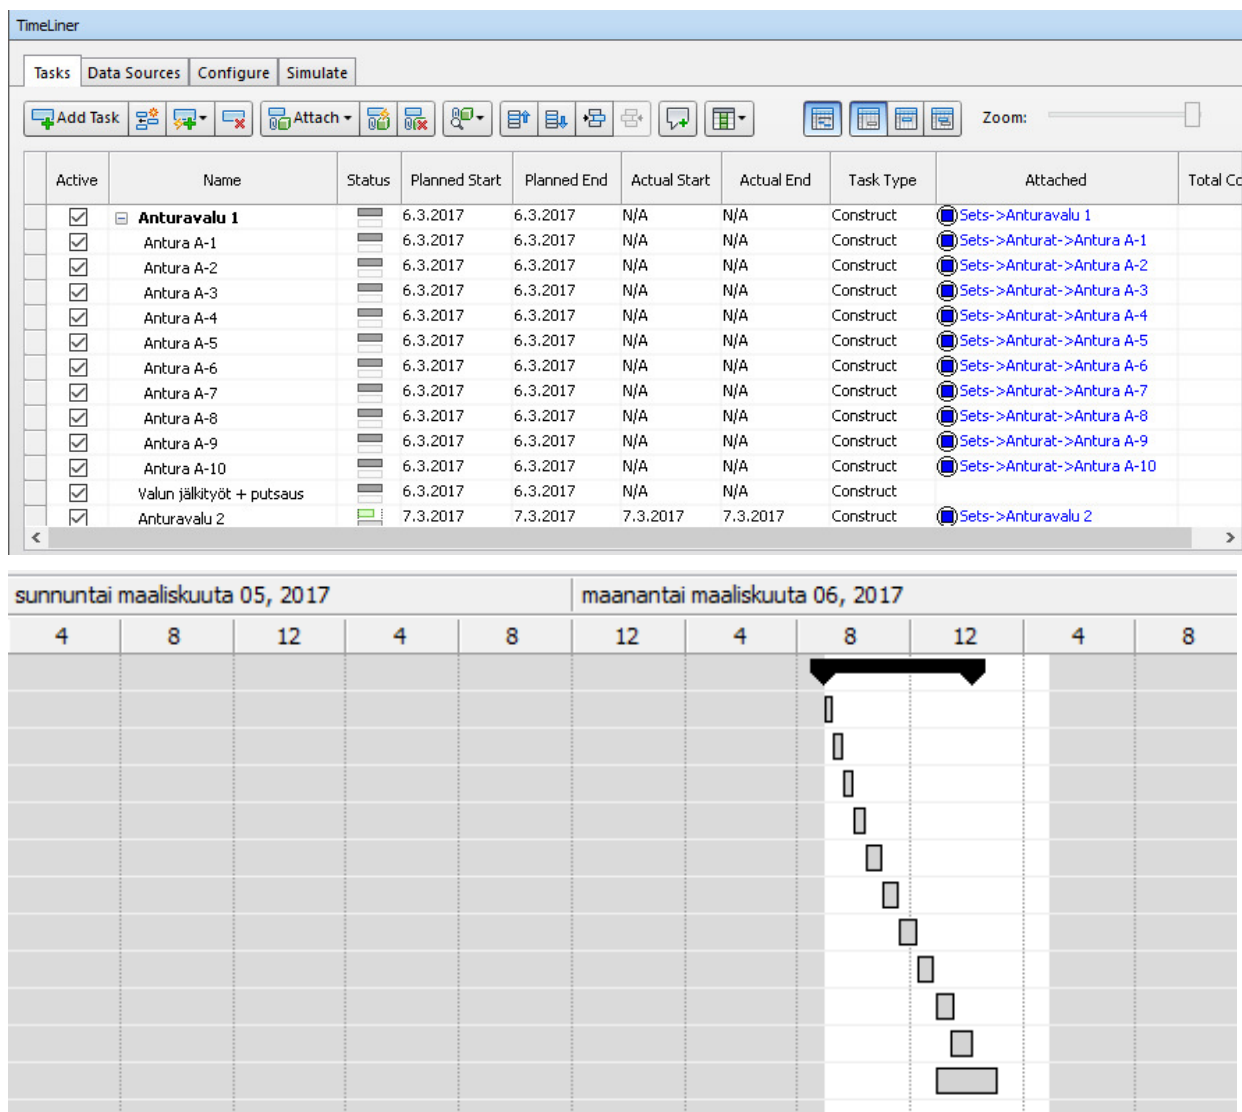 TimeLiner
Tasks Data Sources Configure Simulate
Add Task Attach Zoom:
Active Name Status Planned Start Planned End Actual Start Actual End Task Type Attached Total Co
Anturavalu 1 6.3.2017 6.3.2017 N/A N/A Construct Sets->Anturavalu 1
Antura A-1 6.3.2017 6.3.2017 N/A N/A Construct Sets->Anturat->Antura A-1
Antura A-2 6.3.2017 6.3.2017 N/A N/A Construct Sets->Anturat->Antura A-2
Antura A-3 6.3.2017 6.3.2017 N/A N/A Construct Sets->Anturat->Antura A-3
Antura A-4 6.3.2017 6.3.2017 N/A N/A Construct Sets->Anturat->Antura A-4
Antura A-5 6.3.2017 6.3.2017 N/A N/A Construct Sets->Anturat->Antura A-5
Antura A-6 6.3.2017 6.3.2017 N/A N/A Construct Sets->Anturat->Antura A-6
Antura A-7 6.3.2017 6.3.2017 N/A N/A Construct Sets->Anturat->Antura A-7
Antura A-8 6.3.2017 6.3.2017 N/A N/A Construct Sets->Anturat->Antura A-8
Antura A-9 6.3.2017 6.3.2017 N/A N/A Construct Sets->Anturat->Antura A-9
Antura A-10 6.3.2017 6.3.2017 N/A N/A Construct Sets->Anturat->Antura A-10
Valun jälkityöt + putsaus 6.3.2017 6.3.2017 N/A N/A Construct
Anturavalu 2 7.3.2017 7.3.2017 7.3.2017 7.3.2017 Construct Sets->Anturavalu 2
sunnuntai maaliskuuta 05, 2017 maanantai maaliskuuta 06, 2017
4 8 12 4 8 12 4 8 12 4 8